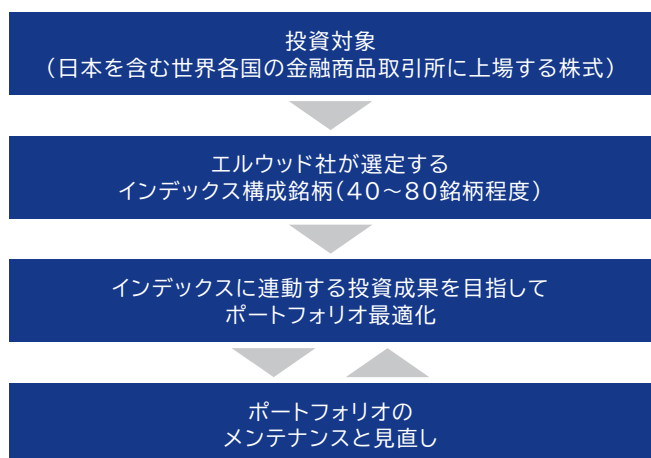 投資対象
（日本を含む世界各国の金融商品取引所に上場する株式）
エルウッド社が選定する
インデックス構成銘柄（40～80銘柄程度）
インデックスに連動する投資成果を目指して
ポートフォリオ最適化
ポートフォリオの
メンテナンスと見直し